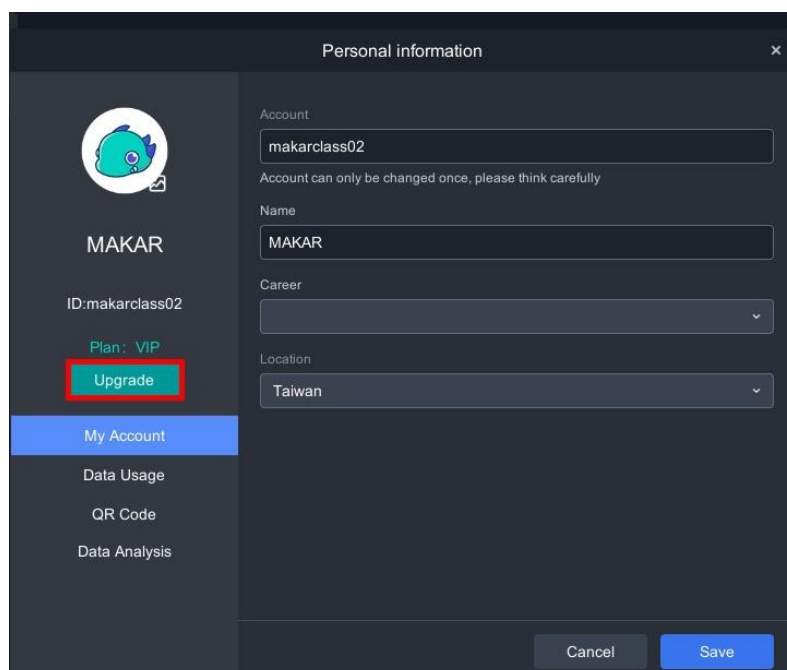 Personal information
×
MAKAR
ID:makarclass02
Plan: VIP
Upgrade
My Account
Data Usage
QR Code
Data Analysis
Account
makarclass02
Account can only be changed once, please think carefully
Name
MAKAR
Career
Location
Taiwan
Cancel
Save